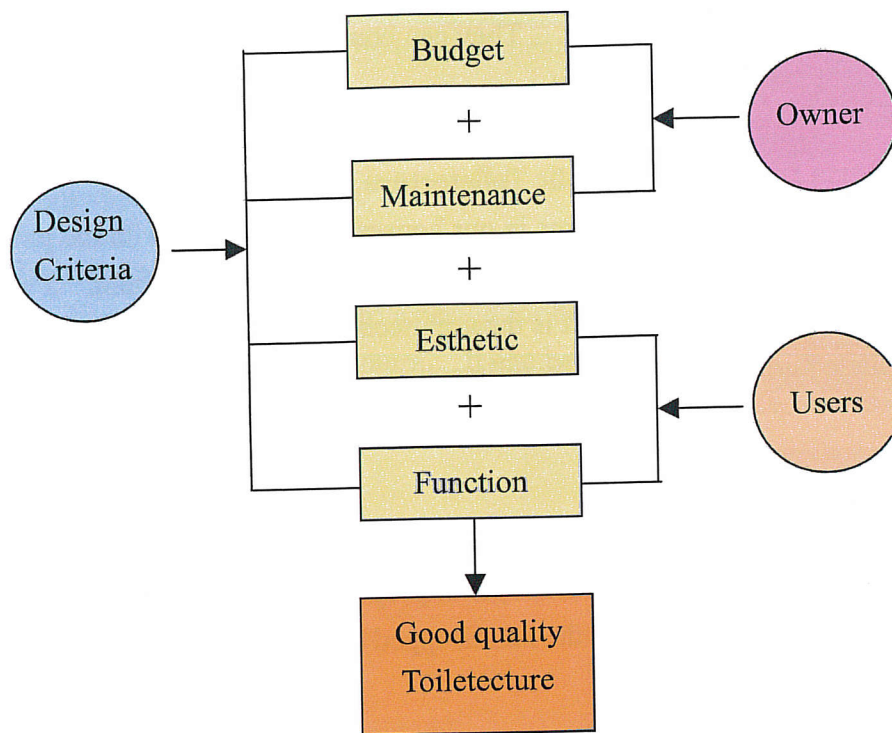 Budget
+
Owner
Maintenance
Design
Criteria
+
Esthetic
+
Users
Function
Good quality
Toiletecture